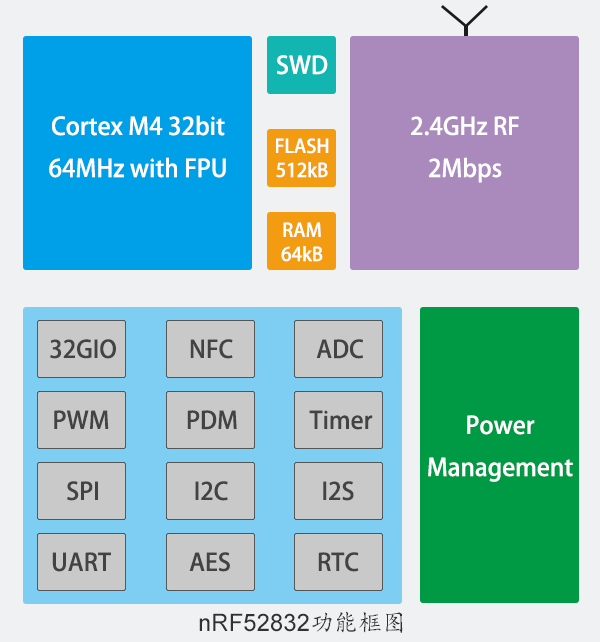 SWD
Cortex M4 32bit
64MHz with FPU
FLASH
512kB
RAM
64kB
2.4GHz RF
2Mbps
32GIO
NFC
ADC
PWM
PDM
Timer
SPI
I2C
I2S
UART
AES
RTC
Power
Management
nRF52832功能框图